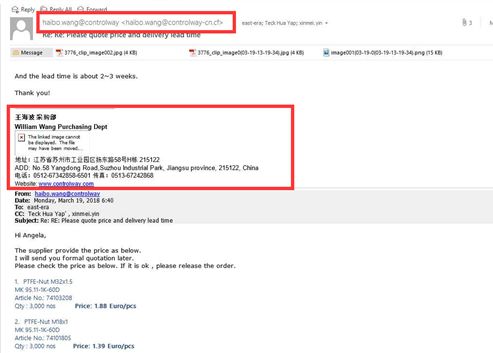 Reply Reply All Forward
haibo.wang@controlway <haibo.wang@controlway-cn.cf>
east-era; Teck Hua Yap; xinmei.yin
3
Re: Re: Please quote price and delivery lead time
Message
3776_clip_image002.jpg (4 KB)
3776_clip_image0(03-19-13-19-34).jpg (4 KB)
image001(03-19-0(03-19-13-19-34).png (15 KB)
And the lead time is about 2~3 weeks.
Thank you!
王海波 采购部
William Wang Purchasing Dept
The linked image cannot
be displayed. The file
may have been moved...
地址：江苏省苏州市工业园区扬东路58号H栋 215122
ADD: No.58 Yangdong Road,Suzhou Industrial Park, Jiangsu province, 215122, China
电话：0512-67342858-6501 传真：0513-67242868
Website: www.controlway.com
From: haibo.wang@controlway
Date: Monday, March 19, 2018 6:40
To: east-era
CC: Teck Hua Yap', xinmei.yin
Subject: Re: RE: Please quote price and delivery lead time
Hi Angela,
The supplier provide the price as below.
I will send you formal quotation later.
Please check the price as below. If it is ok , please release the order.
1. PTFE-Nut M32x1.5
MK 95.11-1K-60D
Article No.: 74103208
Qty : 3,000 nos Price: 1.88 Euro/pcs
2. PTFE-Nut M18x1
MK 95.11-1K-60D
Article No.: 74101805
Qty : 3,000 nos Price: 1.39 Euro/pcs